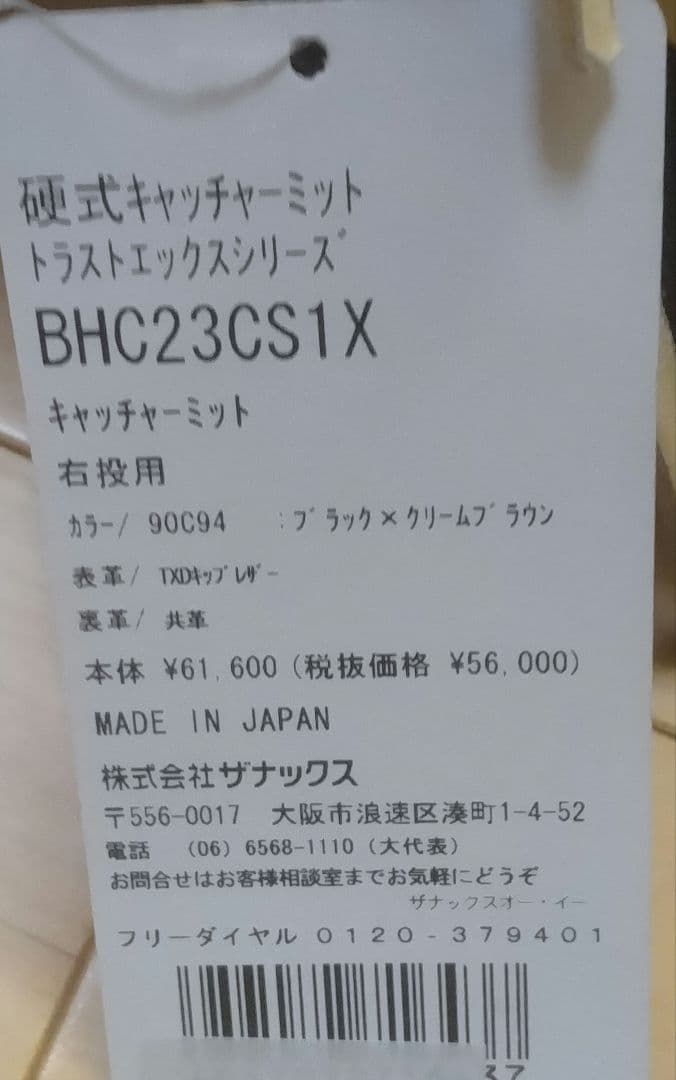 硬式ｷｬｯﾁｬｰﾐｯﾄ
ﾄﾗｽﾄｴｯｸｽｼﾘｰｽﾞ
BHC23CS1X
ｷｬｯﾁｬｰﾐｯﾄ
右投用
ｶﾗｰ/ 90C94 :ﾌﾞﾗｯｸ×ｸﾘｰﾑﾌﾞﾗｳﾝ
表革/ TXDｷｯﾌﾟﾚｻﾞｰ
裏革/ 共革
本体 ¥61,600(税抜価格 ¥56,000)
MADE IN JAPAN
株式会社ザナックス
〒556-0017 大阪市浪速区湊町1-4-52
電話 (06) 6568-1110(大代表)
お問合せはお客様相談室までお気軽にどうぞ
ザナックスオー・イー
フリーダイヤル 0120-379401